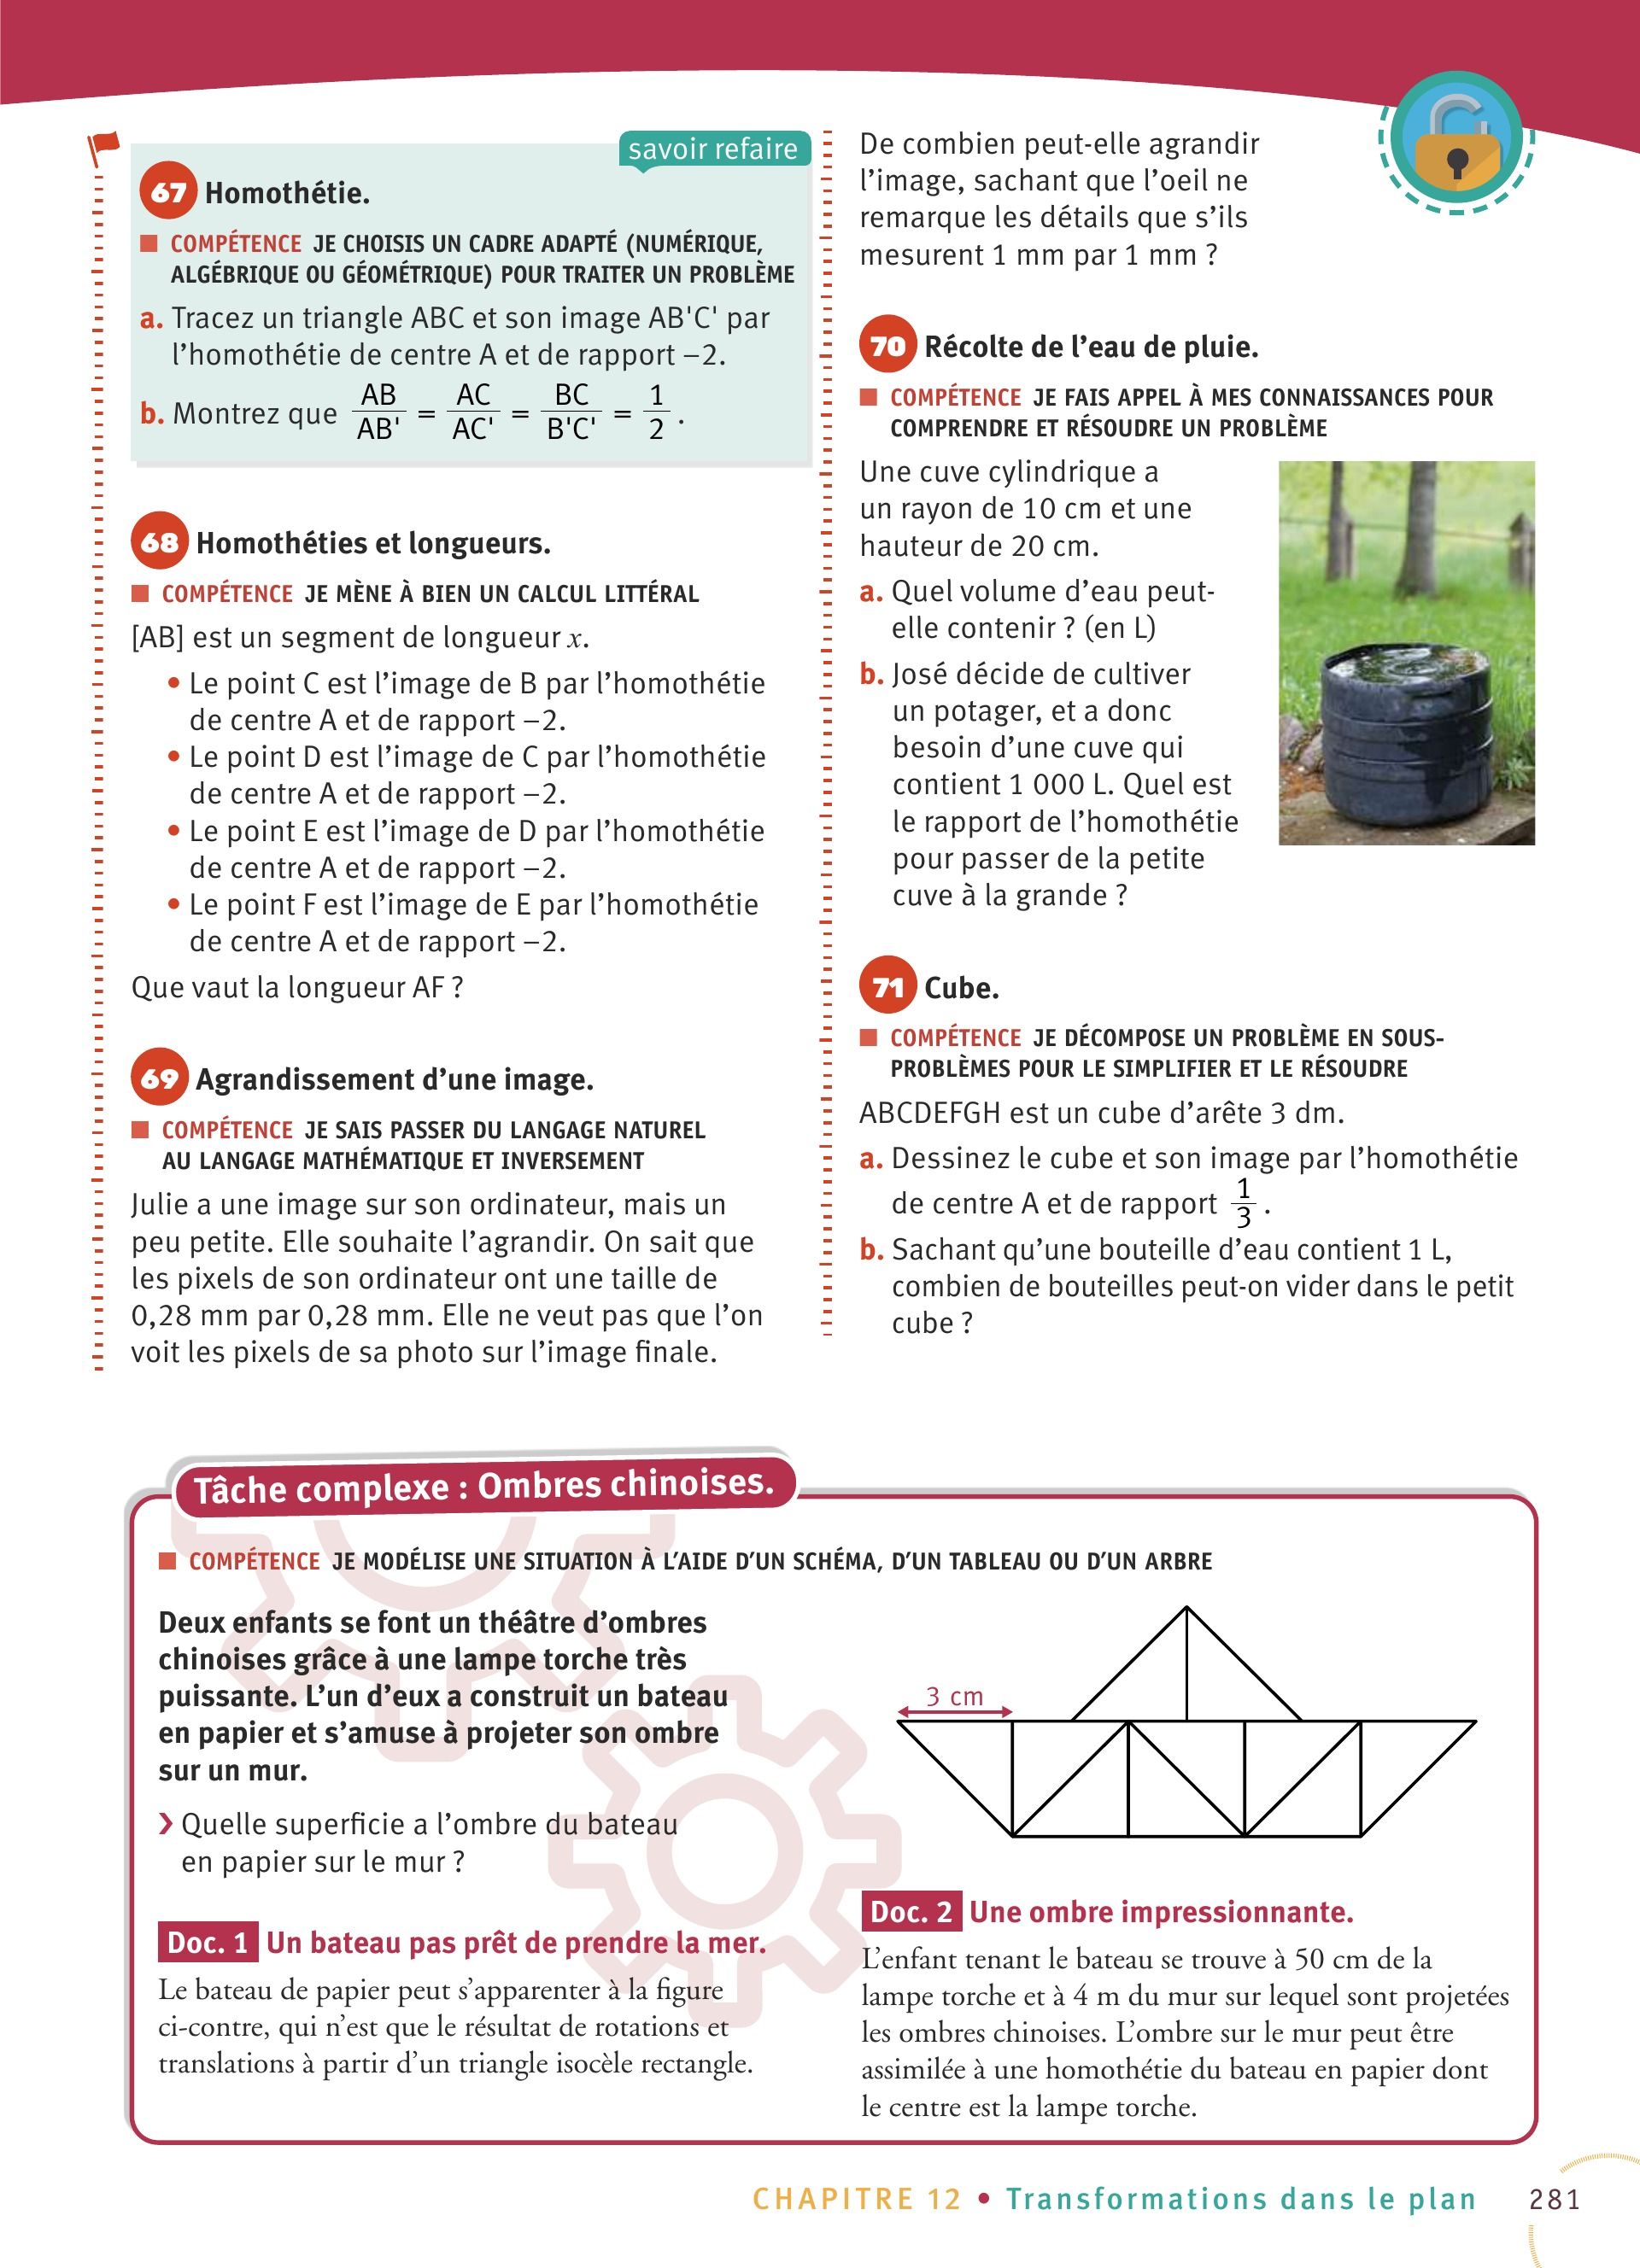 savoir refaire
67 Homothétie.
COMPÉTENCE JE CHOISIS UN CADRE ADAPTÉ (NUMÉRIQUE,
ALGÉBRIQUE OU GÉOMÉTRIQUE) POUR TRAITER UN PROBLÈME
a. Tracez un triangle ABC et son image AB'C' par
l'homothétie de centre A et de rapport –2.
b. Montrez que AB/AB' = AC/AC' = BC/B'C' = 1/2 .
68 Homothéties et longueurs.
COMPÉTENCE JE MÈNE À BIEN UN CALCUL LITTÉRAL
[AB] est un segment de longueur x.
• Le point C est l'image de B par l'homothétie
de centre A et de rapport –2.
• Le point D est l'image de C par l'homothétie
de centre A et de rapport –2.
• Le point E est l'image de D par l'homothétie
de centre A et de rapport –2.
• Le point F est l'image de E par l'homothétie
de centre A et de rapport –2.
Que vaut la longueur AF ?
69 Agrandissement d'une image.
COMPÉTENCE JE SAIS PASSER DU LANGAGE NATUREL
AU LANGAGE MATHÉMATIQUE ET INVERSEMENT
Julie a une image sur son ordinateur, mais un
peu petite. Elle souhaite l'agrandir. On sait que
les pixels de son ordinateur ont une taille de
0,28 mm par 0,28 mm. Elle ne veut pas que l'on
voit les pixels de sa photo sur l'image finale.
De combien peut-elle agrandir
l'image, sachant que l'oeil ne
remarque les détails que s'ils
mesurent 1 mm par 1 mm ?
70 Récolte de l'eau de pluie.
COMPÉTENCE JE FAIS APPEL À MES CONNAISSANCES POUR
COMPRENDRE ET RÉSOUDRE UN PROBLÈME
Une cuve cylindrique a
un rayon de 10 cm et une
hauteur de 20 cm.
a. Quel volume d'eau peut-
elle contenir ? (en L)
b. José décide de cultiver
un potager, et a donc
besoin d'une cuve qui
contient 1 000 L. Quel est
le rapport de l'homothétie
pour passer de la petite
cuve à la grande ?
71 Cube.
COMPÉTENCE JE DÉCOMPOSE UN PROBLÈME EN SOUS-
PROBLÈMES POUR LE SIMPLIFIER ET LE RÉSOUDRE
ABCDEFGH est un cube d'arête 3 dm.
a. Dessinez le cube et son image par l'homothétie
de centre A et de rapport 1/3 .
b. Sachant qu'une bouteille d'eau contient 1 L,
combien de bouteilles peut-on vider dans le petit
cube ?
Tâche complexe : Ombres chinoises.
COMPÉTENCE JE MODÉLISE UNE SITUATION À L'AIDE D'UN SCHÉMA, D'UN TABLEAU OU D'UN ARBRE
Deux enfants se font un théâtre d'ombres
chinoises grâce à une lampe torche très
puissante. L'un d'eux a construit un bateau
en papier et s'amuse à projeter son ombre
sur un mur.
› Quelle superficie a l'ombre du bateau
en papier sur le mur ?
Doc. 1 Un bateau pas prêt de prendre la mer.
Le bateau de papier peut s'apparenter à la figure
ci-contre, qui n'est que le résultat de rotations et
translations à partir d'un triangle isocèle rectangle.
3 cm
Doc. 2 Une ombre impressionnante.
L'enfant tenant le bateau se trouve à 50 cm de la
lampe torche et à 4 m du mur sur lequel sont projetées
les ombres chinoises. L'ombre sur le mur peut être
assimilée à une homothétie du bateau en papier dont
le centre est la lampe torche.
CHAPITRE 12 • Transformations dans le plan 281